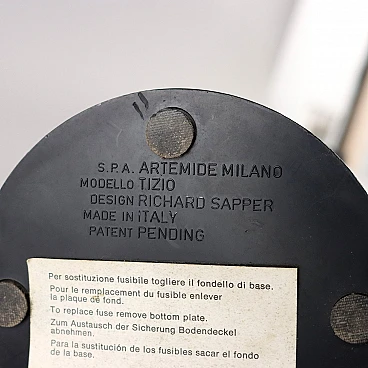 S.P.A. ARTEMIDE MILANO
MODELLO TIZIO
DESIGN RICHARD SAPPER
MADE IN iTALY
PATENT PENDING
Per sostituzione fusibile togliere il fondello di base.
Pour le remplacement du fusible enlever
la plaque de fond.
To replace fuse remove bottom plate.
Zum Austausch der Sicherung Bodendeckel
abnehmen.
Para la sustitución de los fusibles sacar el fondo
de la base.